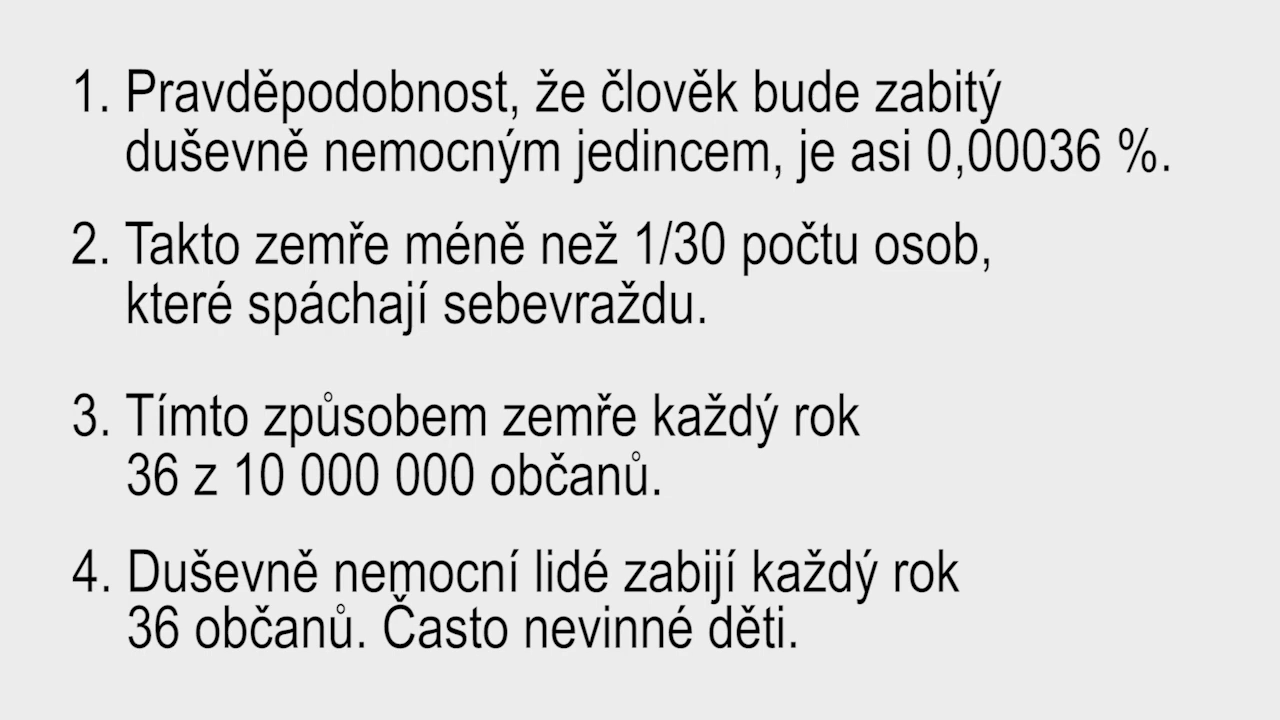 1. Pravděpodobnost, že člověk bude zabitý
duševně nemocným jedincem, je asi 0,00036 %.
2. Takto zemře méně než 1/30 počtu osob,
které spáchají sebevraždu.
3. Tímto způsobem zemře každý rok
36 z 10 000 000 občanů.
4. Duševně nemocní lidé zabijí každý rok
36 občanů. Často nevinné děti.